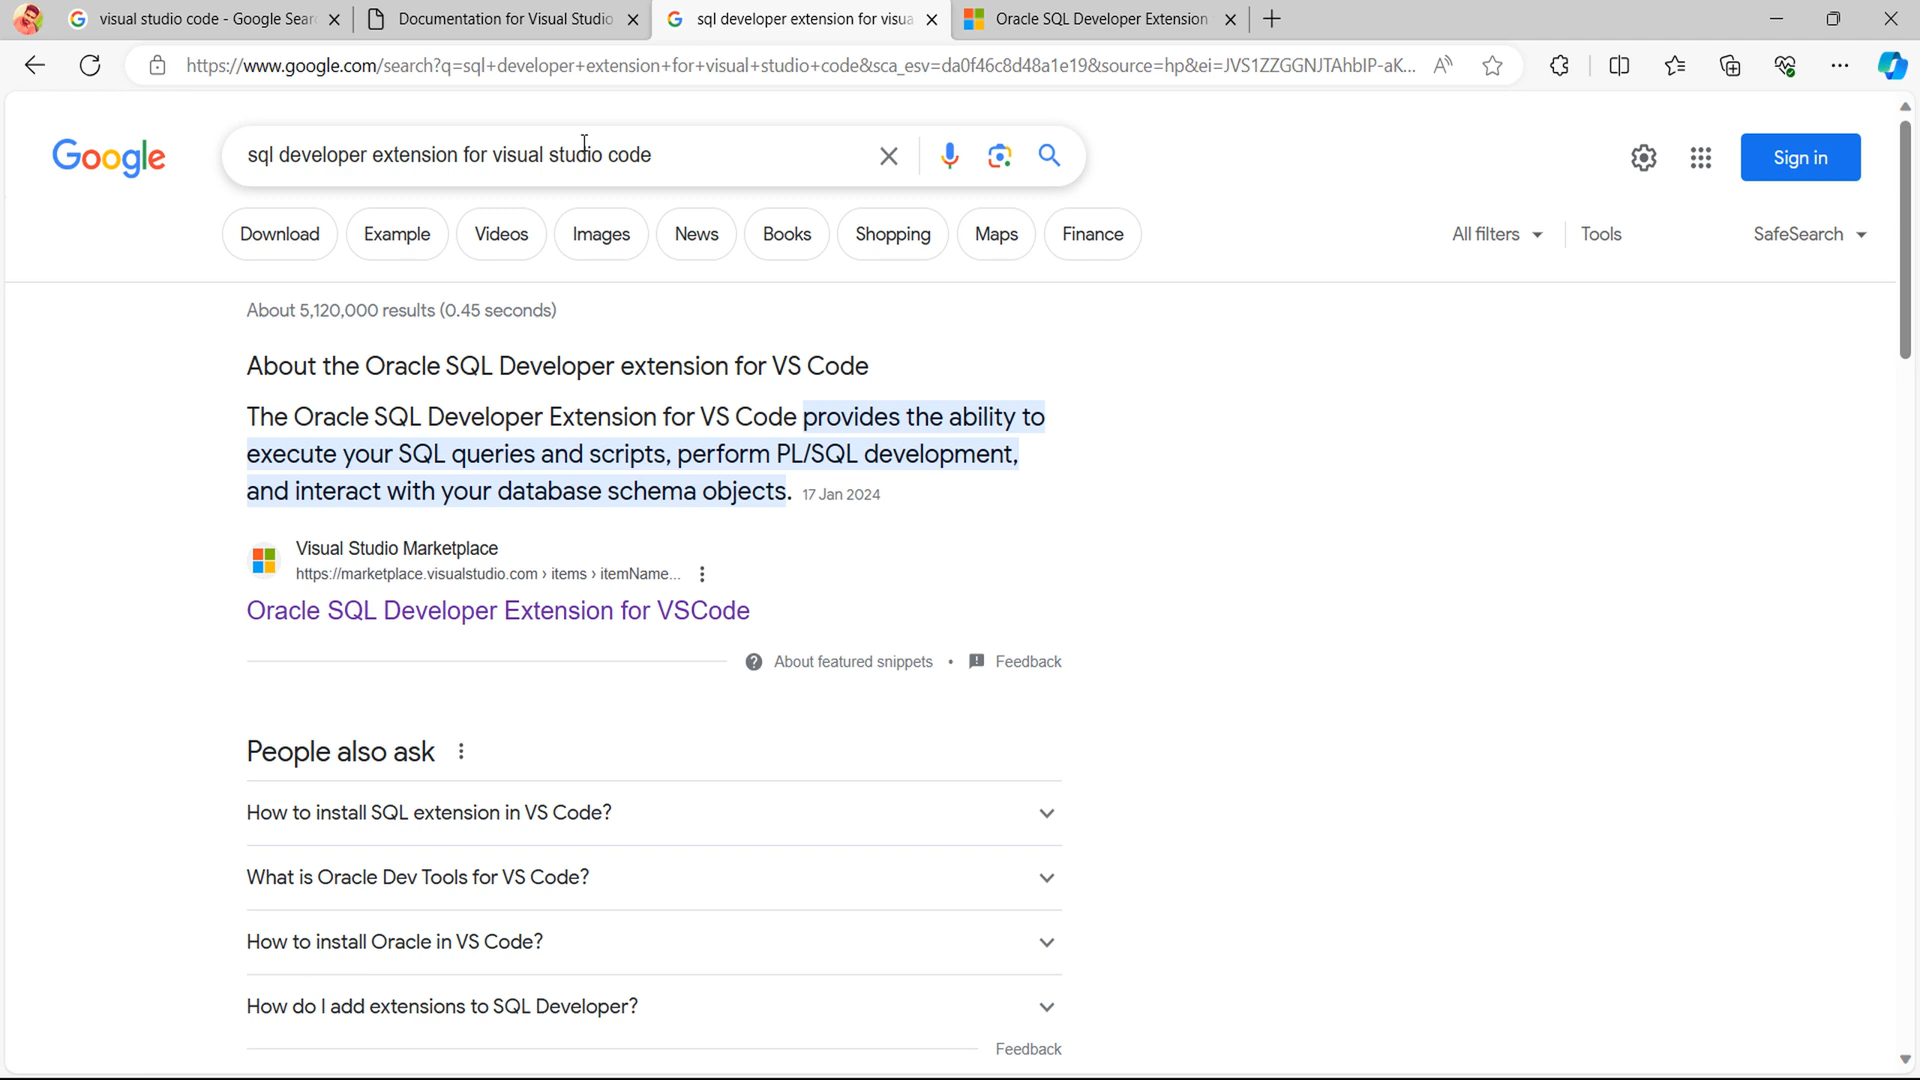 visual studio code - Google Sear
Documentation for Visual Studio
sql developer extension for visua
Oracle SQL Developer Extension
https://www.google.com/search?q=sql+developer+extension+for+visual+studio+code&sca_esv=da0f46c8d48a1e19&source=hp&ei=JVS1ZZGGNJTAhbIP-aK...
Google
sql developer extension for visual studio code
Sign in
Download
Example
Videos
Images
News
Books
Shopping
Maps
Finance
All filters
Tools
SafeSearch
About 5,120,000 results (0.45 seconds)
About the Oracle SQL Developer extension for VS Code
The Oracle SQL Developer Extension for VS Code provides the ability to
execute your SQL queries and scripts, perform PL/SQL development,
and interact with your database schema objects. 17 Jan 2024
Visual Studio Marketplace
https://marketplace.visualstudio.com › items › itemName...
Oracle SQL Developer Extension for VSCode
About featured snippets • Feedback
People also ask
How to install SQL extension in VS Code?
What is Oracle Dev Tools for VS Code?
How to install Oracle in VS Code?
How do I add extensions to SQL Developer?
Feedback